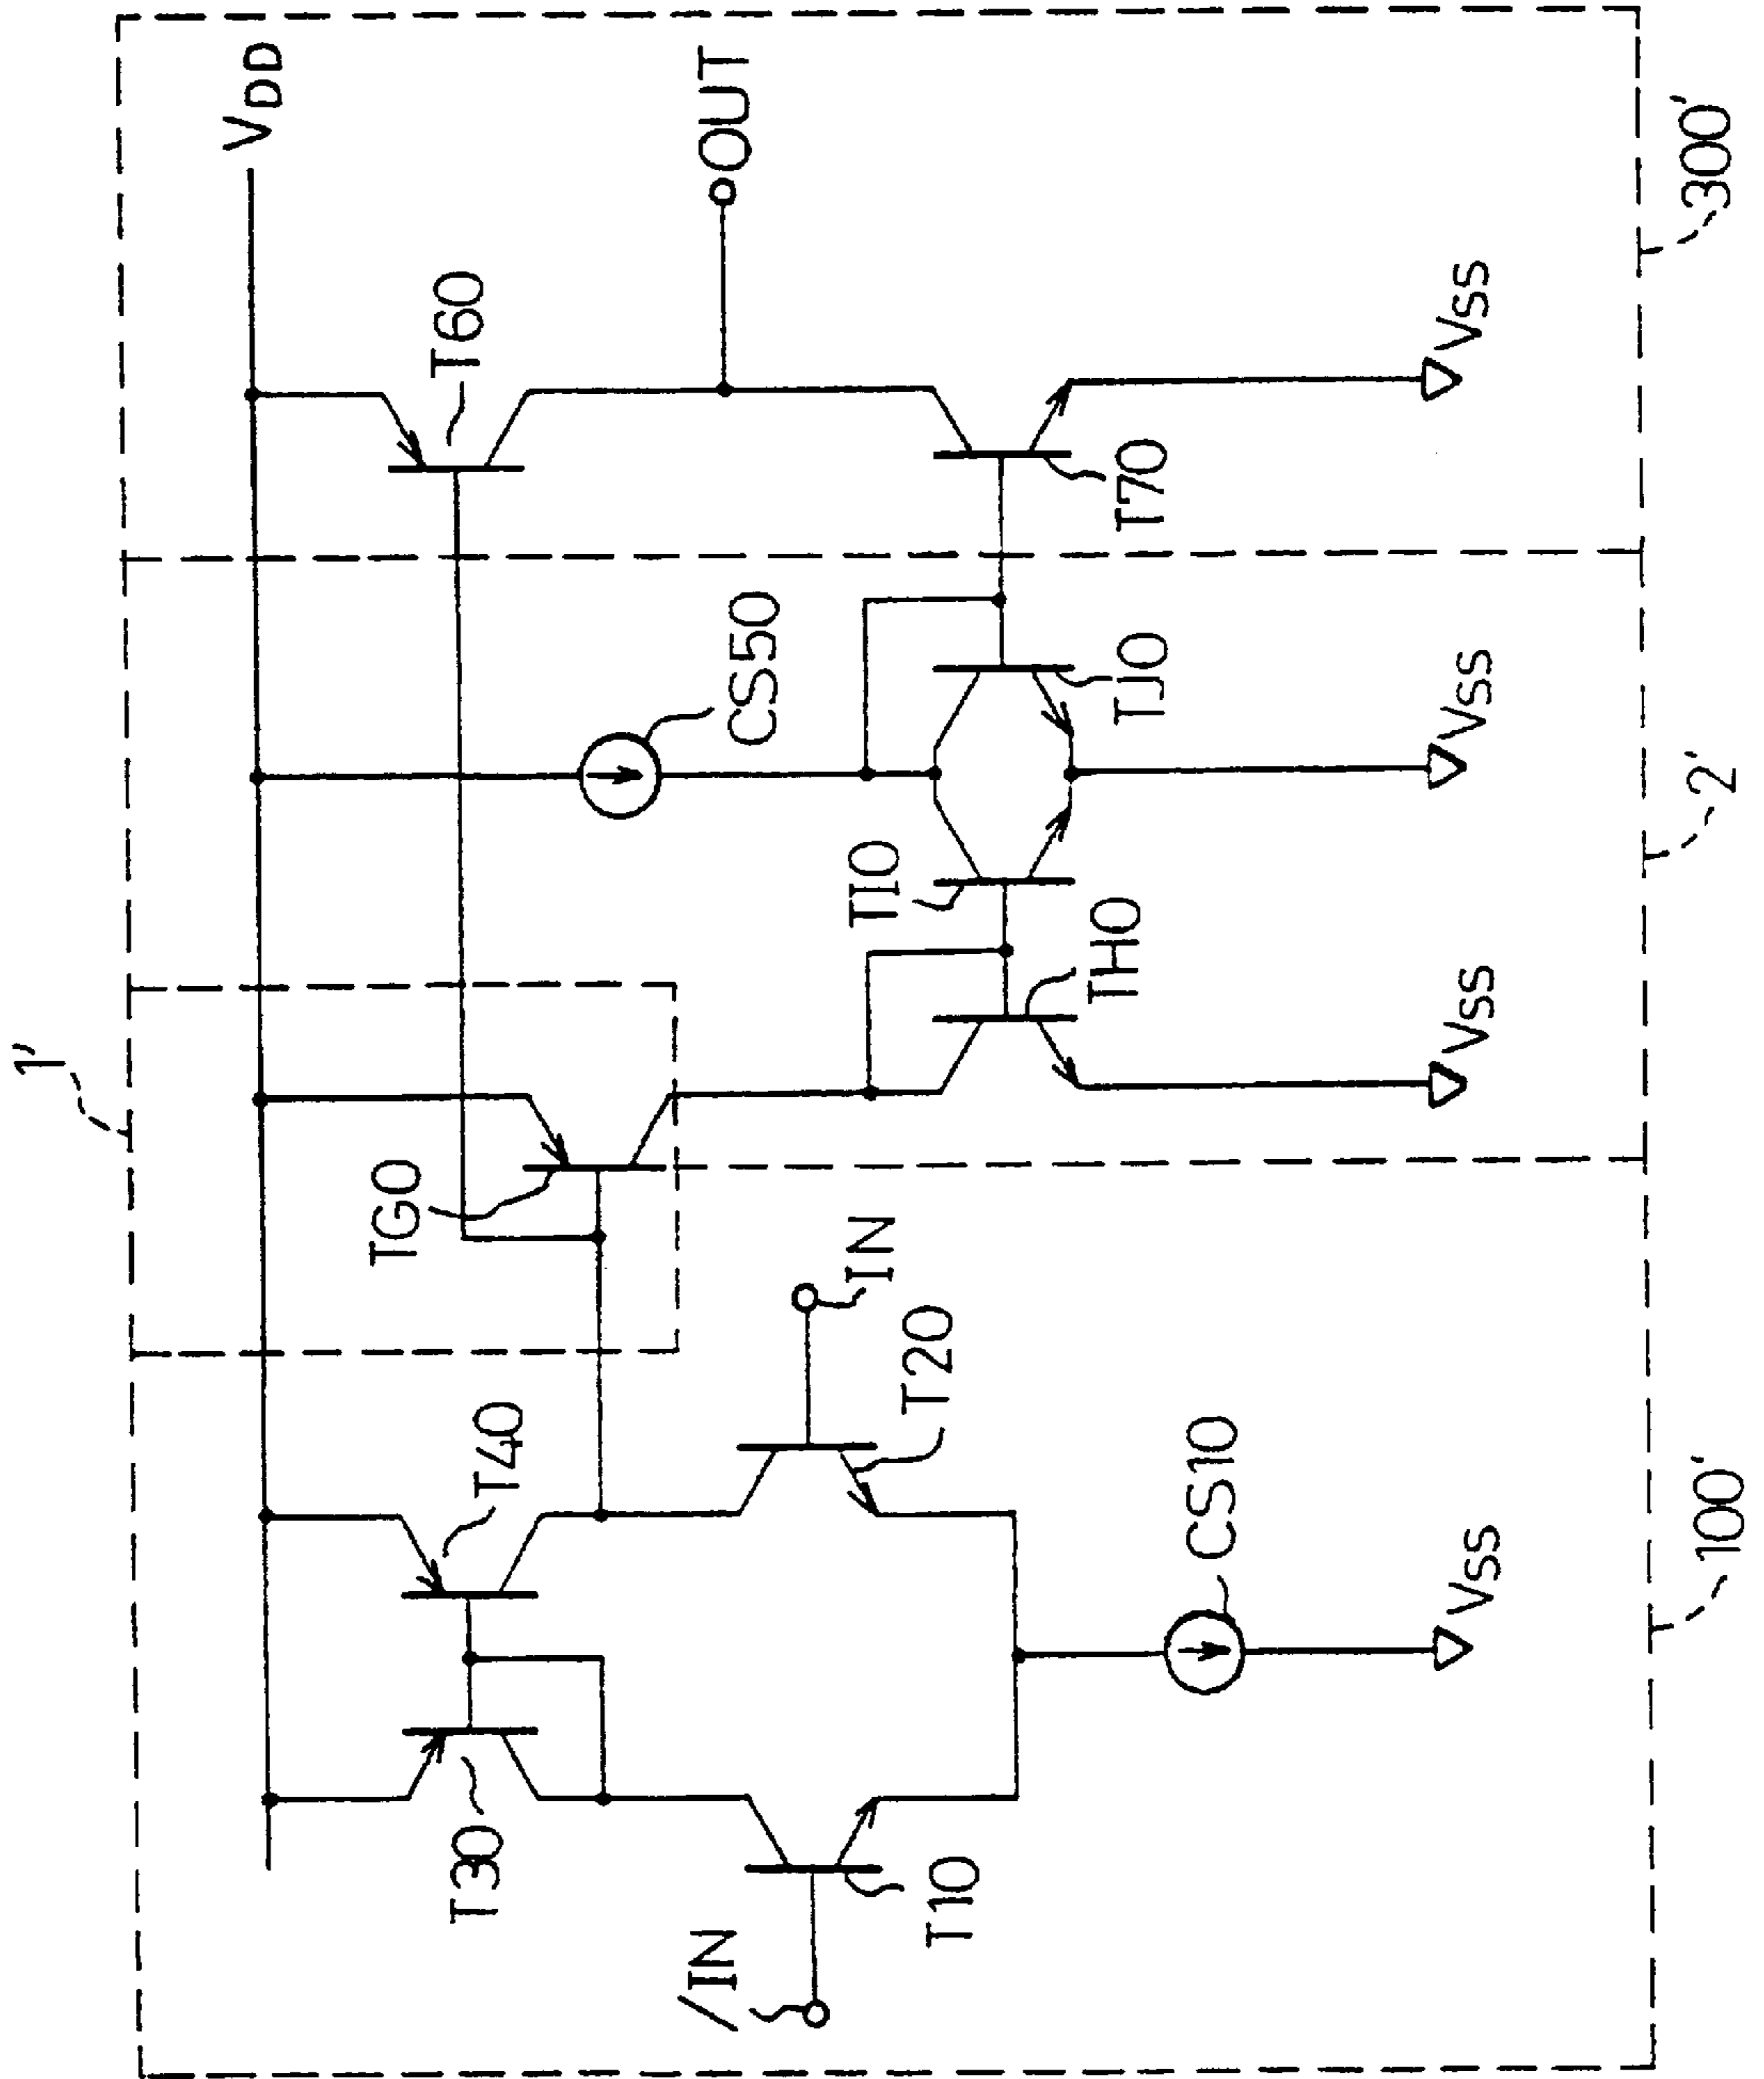 1'
VDD
TG0
T60
T30
T40
CS50
OUT
/IN
IN
T10
T20
TI0
TH0
TJ0
T70
CS10
VSS
VSS
VSS
VSS
100'
2'
300'